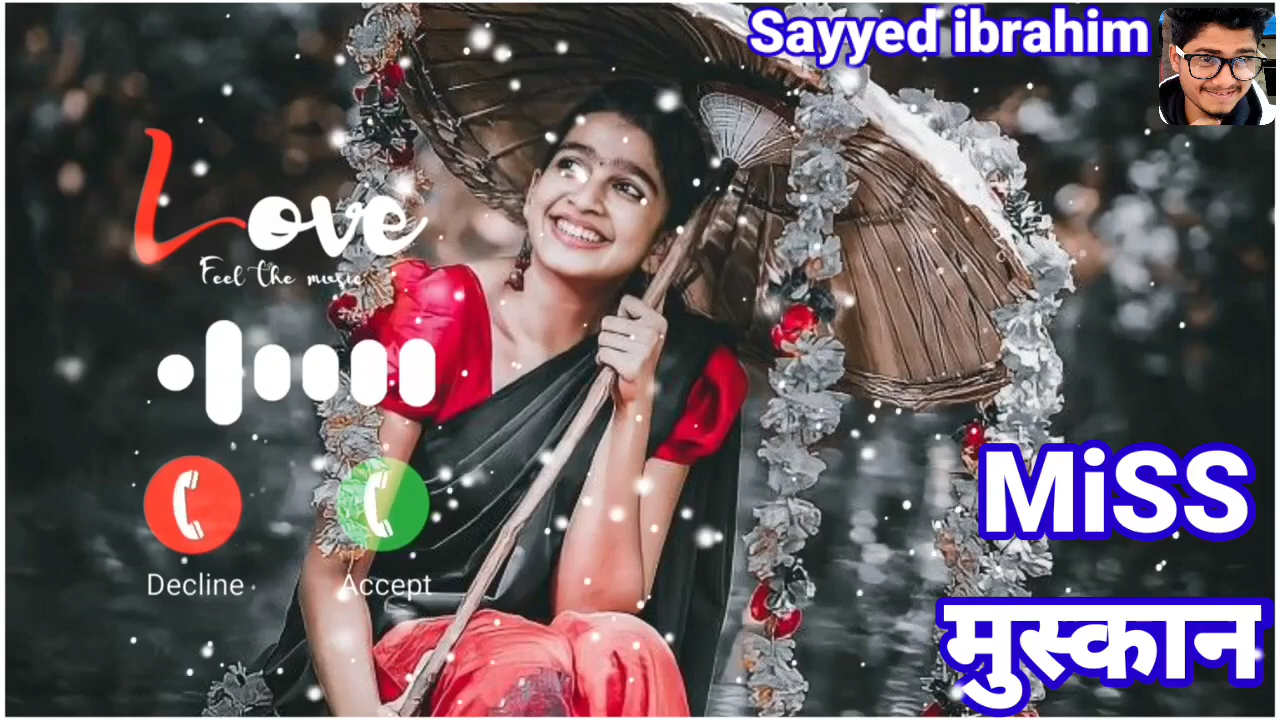 Sayyed ibrahim
Love
Feel the music
Decline
Accept
MiSS
मुस्कान